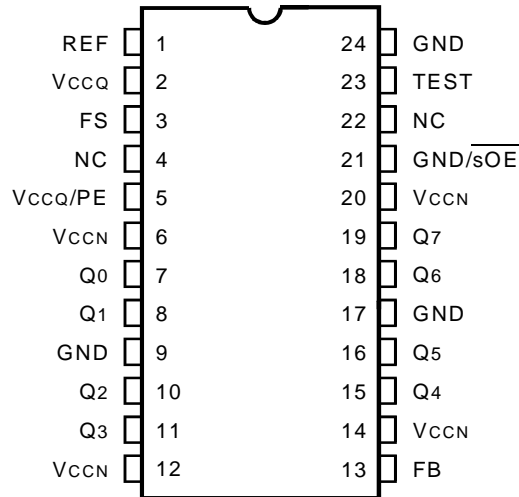 REF 1 24 GND
VCCQ 2 23 TEST
FS 3 22 NC
NC 4 21 GND/sOE
VCCQ/PE 5 20 VCCN
VCCN 6 19 Q7
Q0 7 18 Q6
Q1 8 17 GND
GND 9 16 Q5
Q2 10 15 Q4
Q3 11 14 VCCN
VCCN 12 13 FB